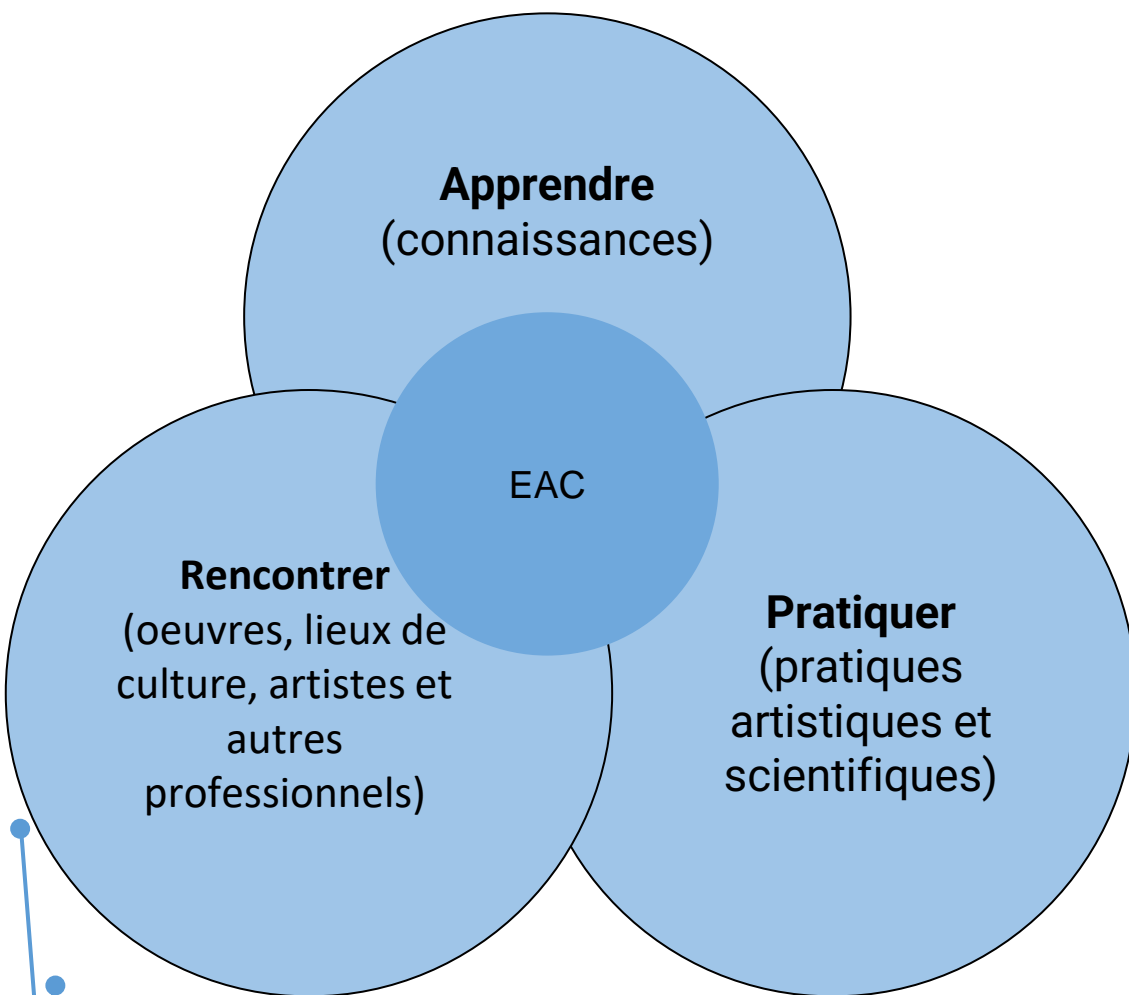 Apprendre
(connaissances)
EAC
Rencontrer
(oeuvres, lieux de
culture, artistes et
autres
professionnels)
Pratiquer
(pratiques
artistiques et
scientifiques)